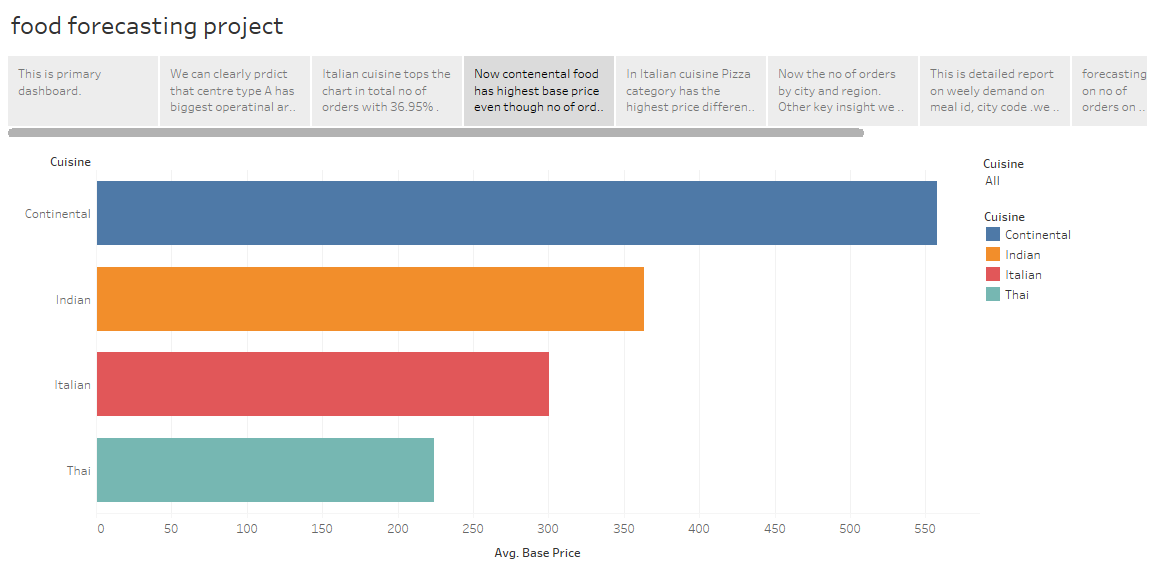 food forecasting project
This is primary
dashboard.
We can clearly prdict
that centre type A has
biggest operatinal ar..
Italian cuisine tops the
chart in total no of
orders with 36.95% .
Now contenental food
has highest base price
even though no of ord..
In Italian cuisine Pizza
category has the
highest price differen..
Now the no of orders
by city and region.
Other key insight we ..
This is detailed report
on weely demand on
meal id, city code .we ..
forecasting
on no of
orders on ..
Cuisine
Continental
Indian
Italian
Thai
0 50 100 150 200 250 300 350 400 450 500 550
Avg. Base Price
Cuisine
All
Cuisine
Continental
Indian
Italian
Thai